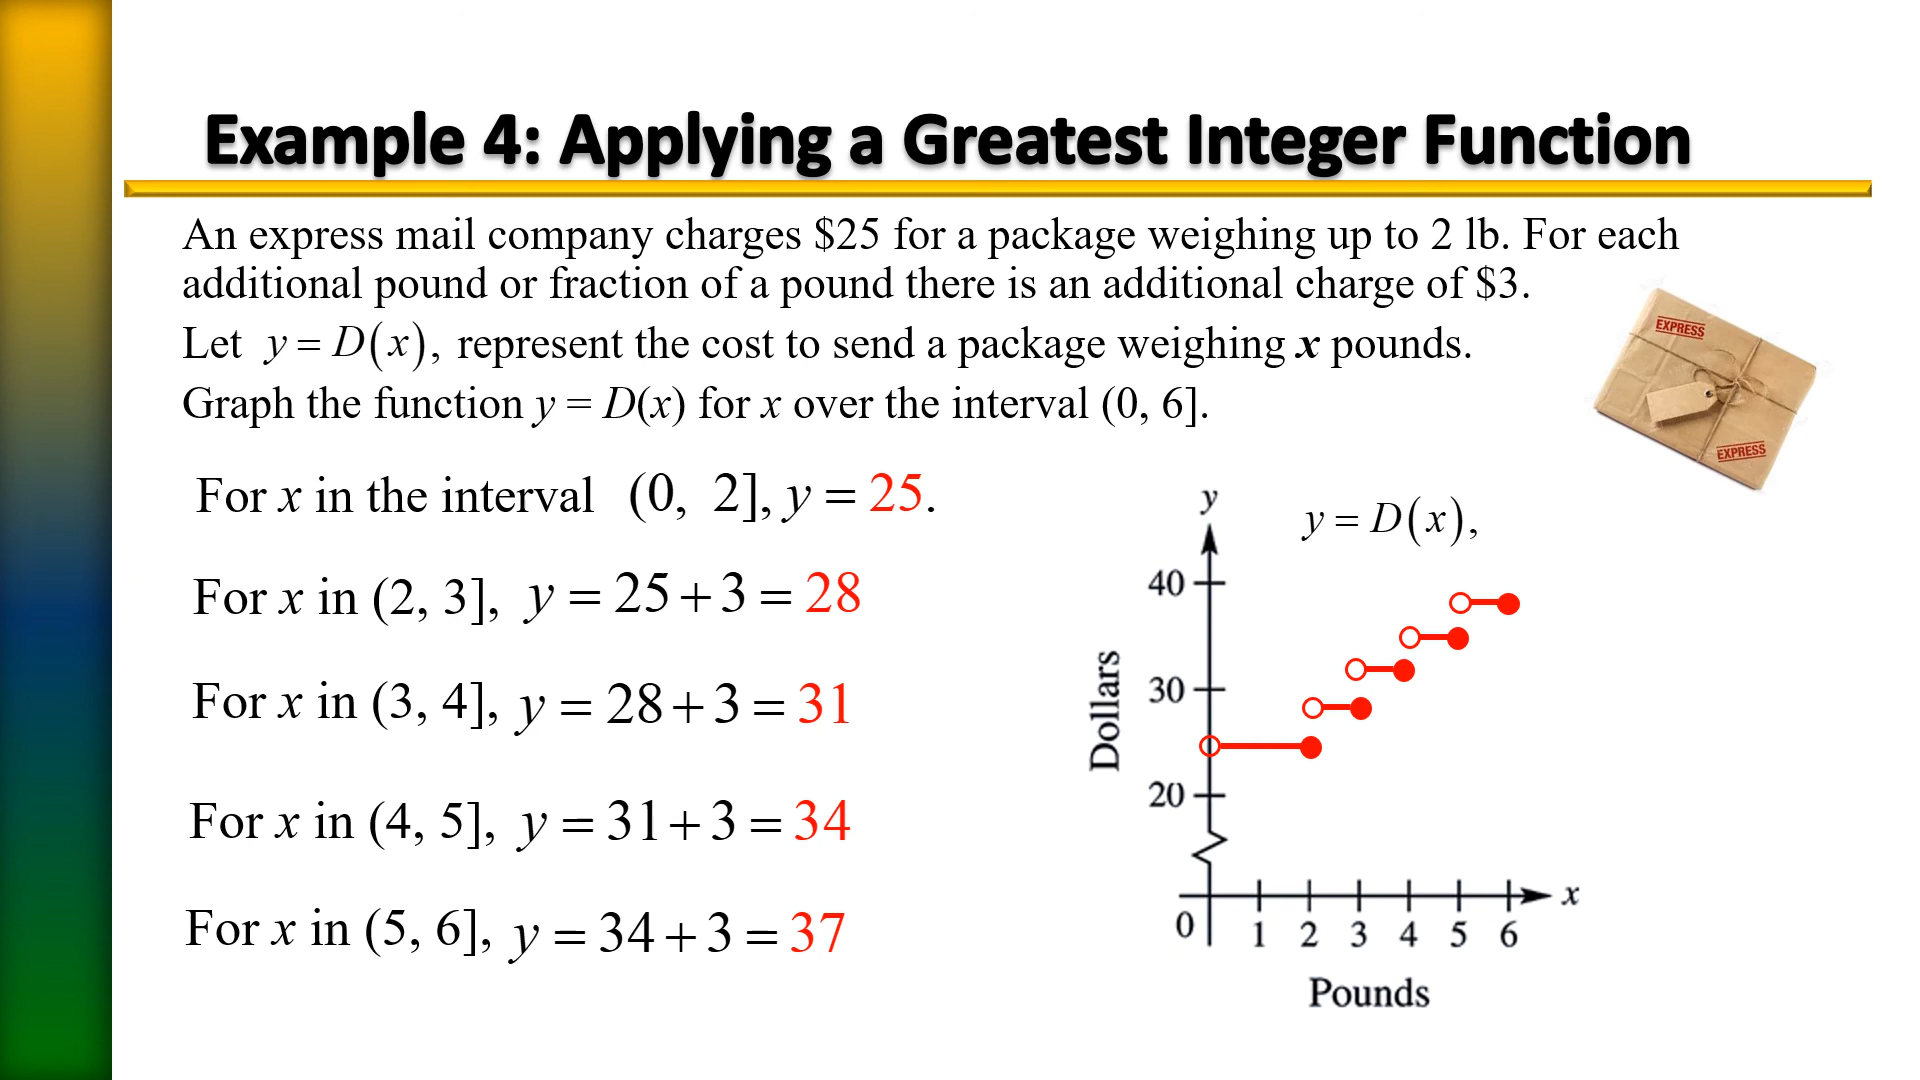 Example 4: Applying a Greatest Integer Function
An express mail company charges $25 for a package weighing up to 2 lb. For each
additional pound or fraction of a pound there is an additional charge of $3.
Let y = D(x), represent the cost to send a package weighing x pounds.
Graph the function y = D(x) for x over the interval (0, 6].
EXPRESS
EXPRESS
For x in the interval (0, 2], y = 25.
For x in (2, 3], y = 25 + 3 = 28
For x in (3, 4], y = 28 + 3 = 31
For x in (4, 5], y = 31 + 3 = 34
For x in (5, 6], y = 34 + 3 = 37
y
y = D(x),
40
30
20
Dollars
x
0 1 2 3 4 5 6
Pounds